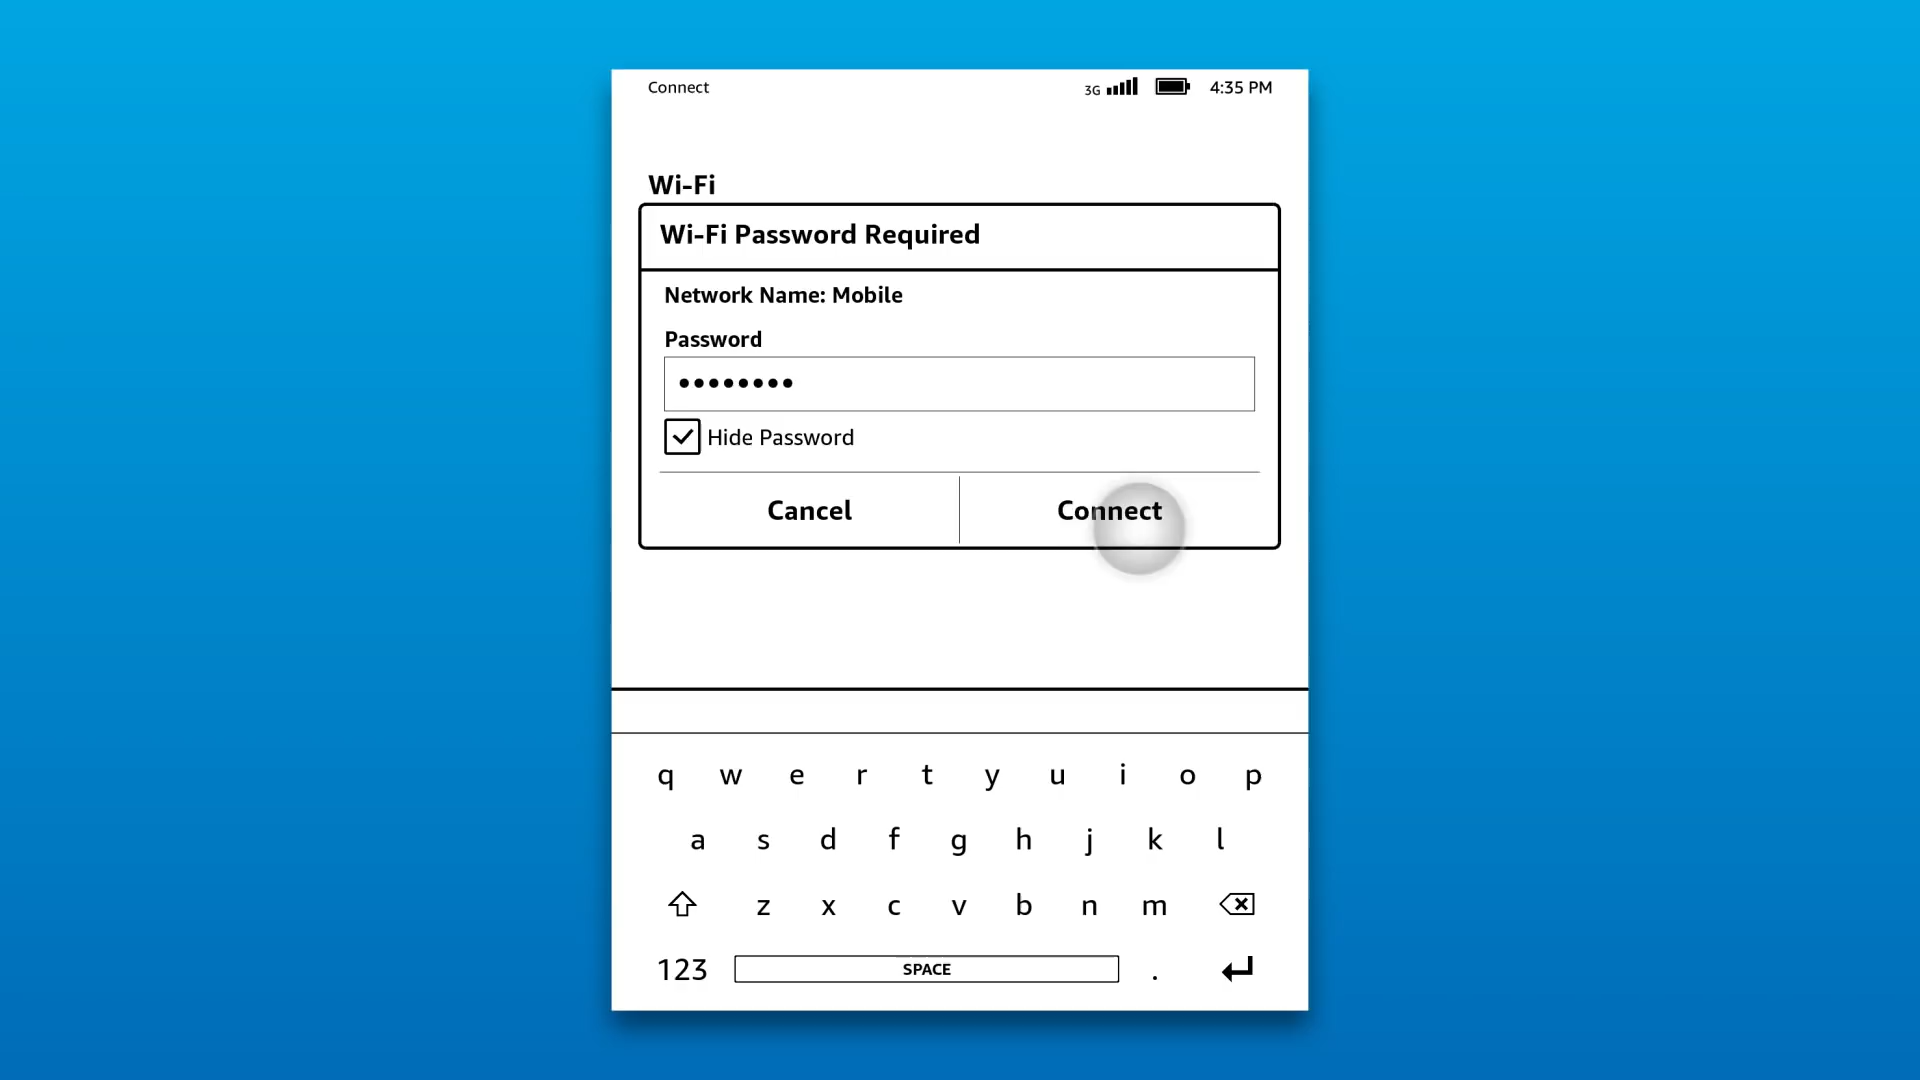 Connect 3G 4:35 PM
Wi-Fi
Wi-Fi Password Required
Network Name: Mobile
Password
••••••••
Hide Password
Cancel Connect
q w e r t y u i o p
a s d f g h j k l
z x c v b n m
123 SPACE .